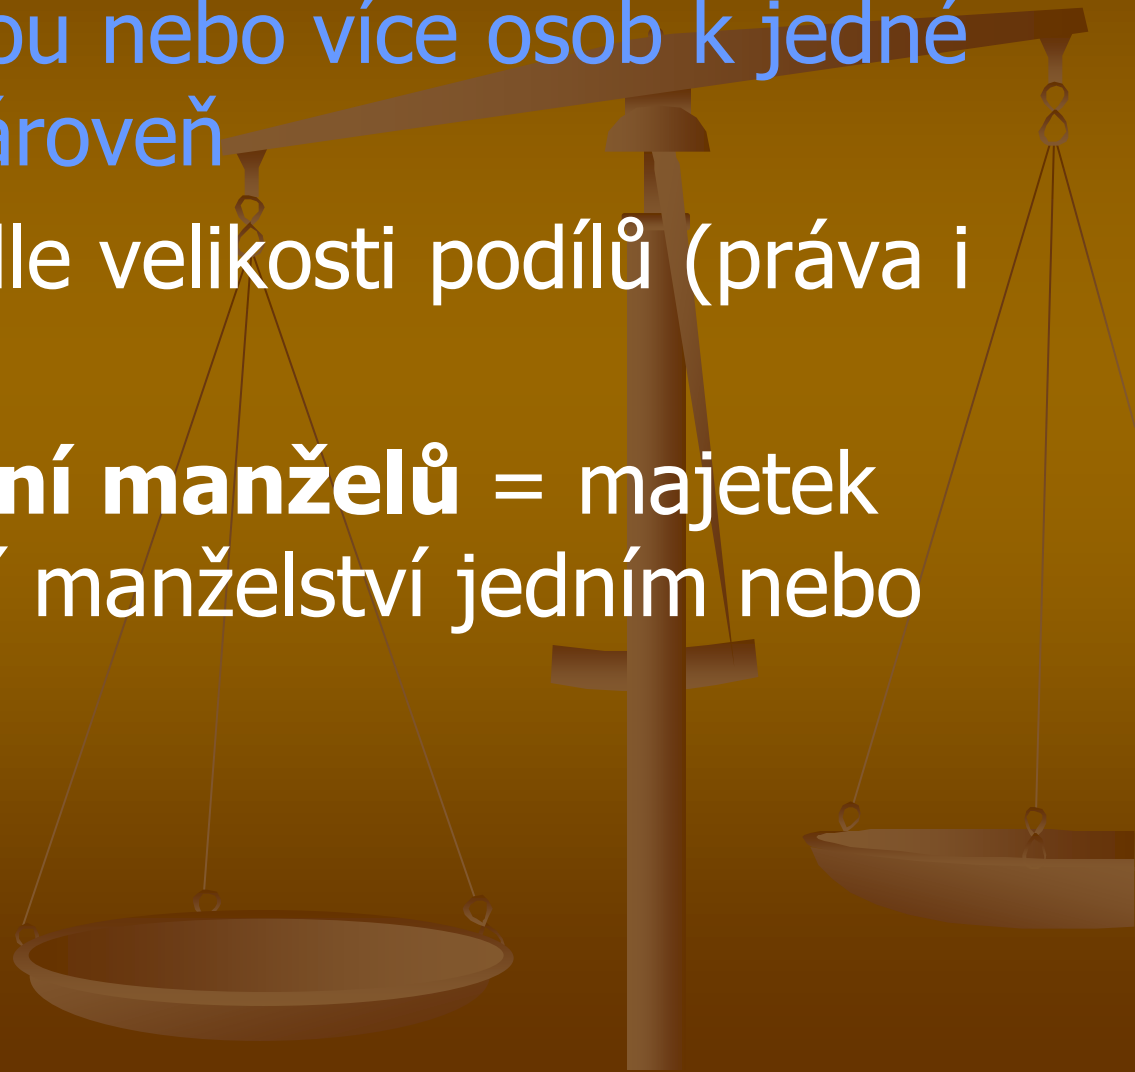 ou nebo více osob k jedné
ároveň
dle velikosti podílů (práva i
ní manželů = majetek
í manželství jedním nebo